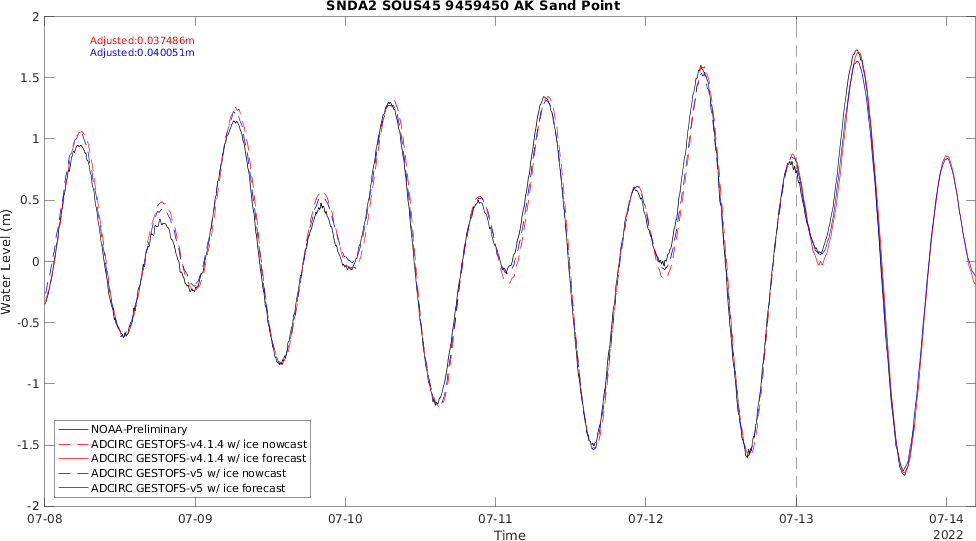 SNDA2 SOUS45 9459450 AK Sand Point
Adjusted:0.037486m
Adjusted:0.040051m
2
1.5
1
0.5
0
-0.5
-1
-1.5
-2
Water Level (m)
NOAA-Preliminary
ADCIRC GESTOFS-v4.1.4 w/ ice nowcast
ADCIRC GESTOFS-v4.1.4 w/ ice forecast
ADCIRC GESTOFS-v5 w/ ice nowcast
ADCIRC GESTOFS-v5 w/ ice forecast
07-08 07-09 07-10 07-11 07-12 07-13 07-14
Time
2022